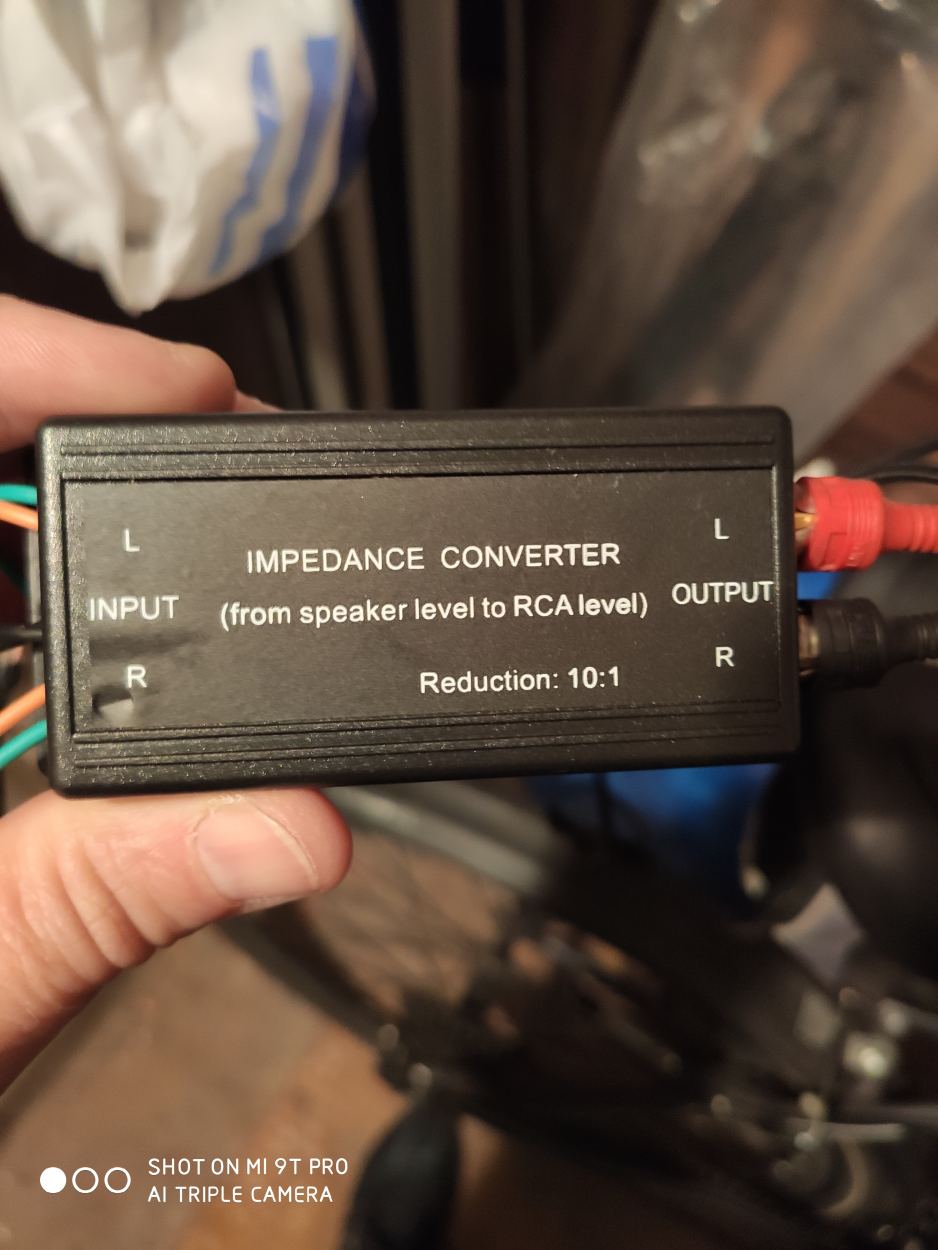 L
IMPEDANCE CONVERTER
L
INPUT
(from speaker level to RCA level)
OUTPUT
R
Reduction: 10:1
R
SHOT ON MI 9T PRO
AI TRIPLE CAMERA